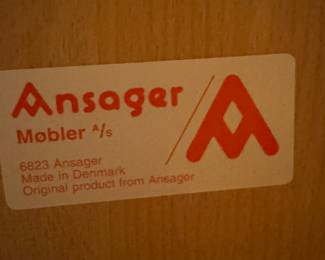 Ansager
Møbler A/s
6823 Ansager
Made in Denmark
Original product from Ansager